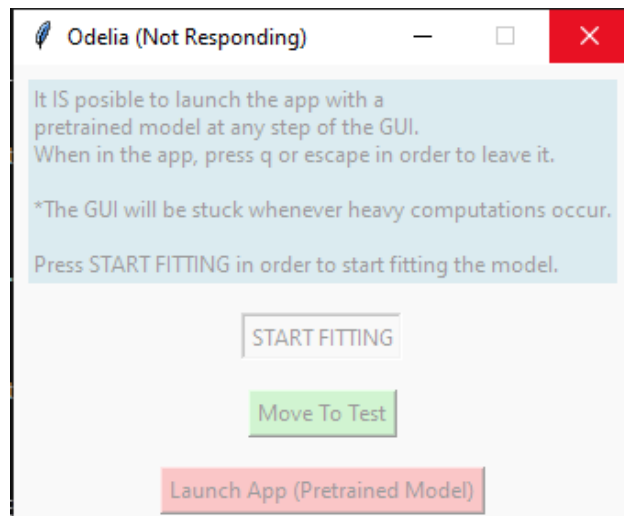 Odelia (Not Responding)
It IS posible to launch the app with a
pretrained model at any step of the GUI.
When in the app, press q or escape in order to leave it.
*The GUI will be stuck whenever heavy computations occur.
Press START FITTING in order to start fitting the model.
START FITTING
Move To Test
Launch App (Pretrained Model)